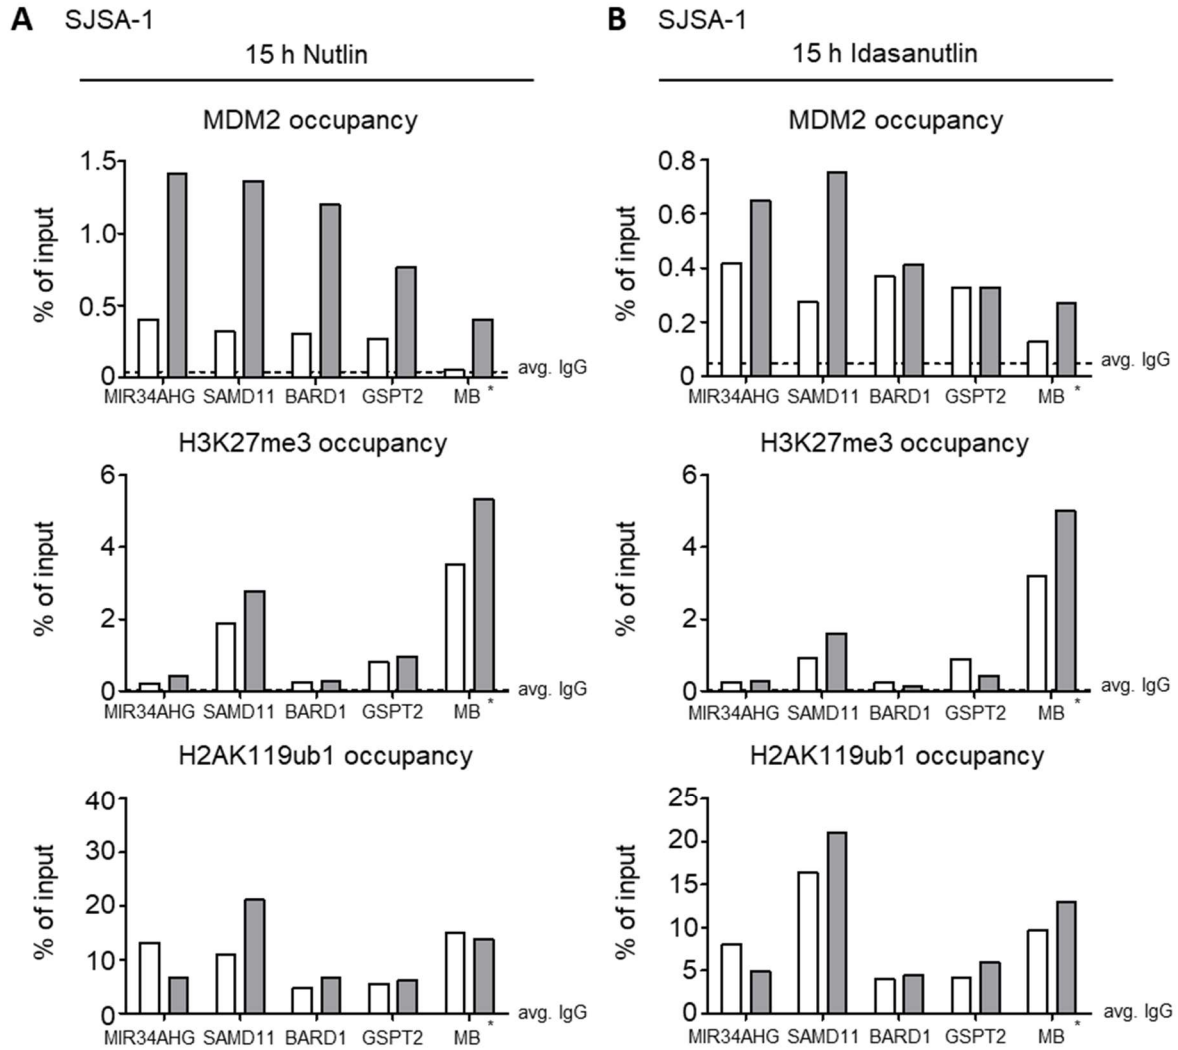 A SJSA-1
15 h Nutlin
MDM2 occupancy
% of input
1.5
1.0
0.5
0
avg. IgG
MIR34AHG SAMD11 BARD1 GSPT2 MB *
H3K27me3 occupancy
% of input
6
4
2
0
avg. IgG
MIR34AHG SAMD11 BARD1 GSPT2 MB *
H2AK119ub1 occupancy
% of input
40
30
20
10
0
avg. IgG
MIR34AHG SAMD11 BARD1 GSPT2 MB *
B SJSA-1
15 h Idasanutlin
MDM2 occupancy
% of input
0.8
0.6
0.4
0.2
0
avg. IgG
MIR34AHG SAMD11 BARD1 GSPT2 MB *
H3K27me3 occupancy
% of input
6
4
2
0
avg. IgG
MIR34AHG SAMD11 BARD1 GSPT2 MB *
H2AK119ub1 occupancy
% of input
25
20
15
10
5
0
avg. IgG
MIR34AHG SAMD11 BARD1 GSPT2 MB *